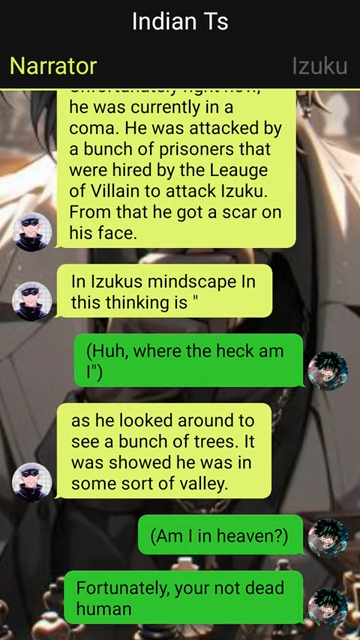 Indian Ts
Narrator
Izuku
Unfortunately right now,
he was currently in a
coma. He was attacked by
a bunch of prisoners that
were hired by the Leauge
of Villain to attack Izuku.
From that he got a scar on
his face.
In Izukus mindscape In
this thinking is "
(Huh, where the heck am
I")
as he looked around to
see a bunch of trees. It
was showed he was in
some sort of valley.
(Am I in heaven?)
Fortunately, your not dead
human